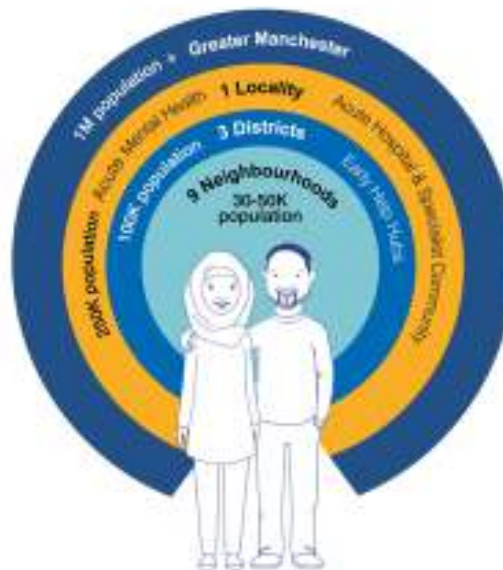 1M population + Greater Manchester
1 Locality
Acute Mental Health
Acute Hospital & Specialist Community
population
3 Districts
100K population
Early Help Hubs
9 Neighbourhoods
30-50K
population